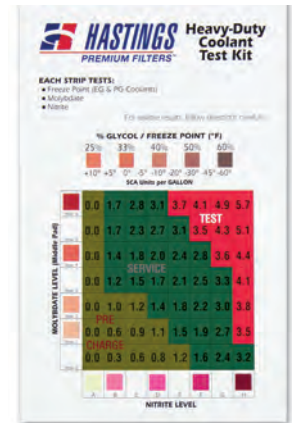 HASTINGS
PREMIUM FILTERS
Heavy-Duty
Coolant
Test Kit
EACH STRIP TESTS:
• Freeze Point (EG & PG Coolants)
• Molybdate
• Nitrite
% GLYCOL / FREEZE POINT (°F)
25% 33% 40% 50% 60%
+10° +5° 0° -5° -10° -20° -30° -45° -60°
SCA Units per GALLON
MOLYBDATE LEVEL (Middle Pad)
0.0 1.7 2.8 3.1 3.7 4.1 4.9 5.7
TEST
0.0 1.7 2.3 2.7 3.1 3.5 4.3 5.1
0.0 1.4 1.8 2.0 2.4 2.8 3.6 4.4
SERVICE
0.0 1.2 1.5 1.7 2.1 2.5 3.3 4.1
0.0 1.0 1.2 1.4 1.8 2.2 3.0 3.8
PRE
0.0 0.6 0.9 1.1 1.5 1.9 2.7 3.5
CHARGE
0.0 0.3 0.6 0.8 1.2 1.6 2.4 3.2
A B C D E F G H
NITRITE LEVEL